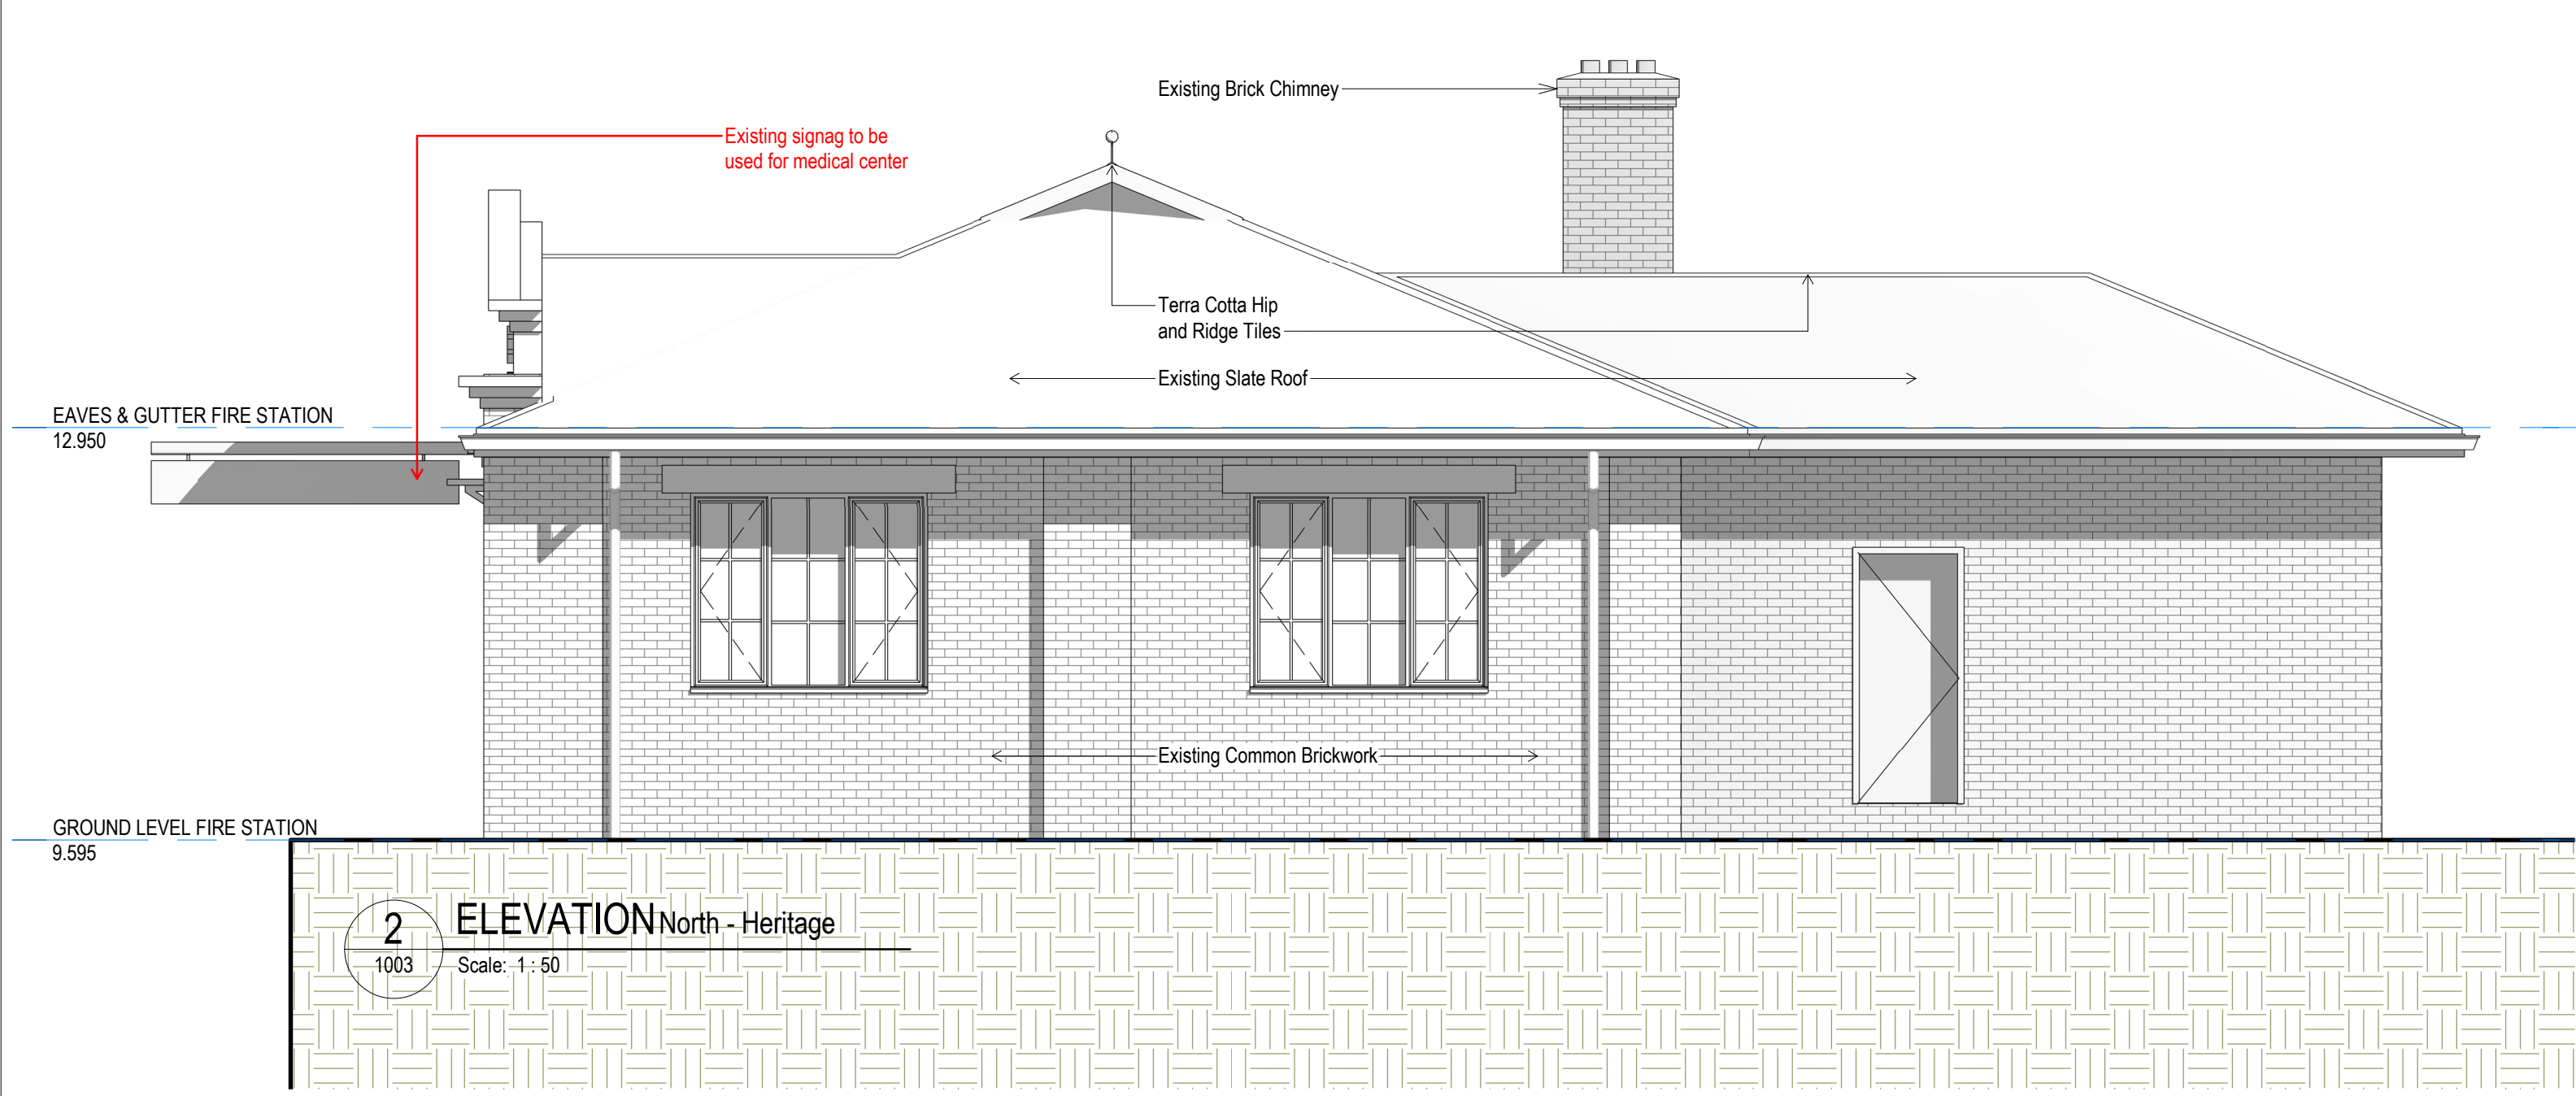 Existing Brick Chimney
Existing signag to be
used for medical center
Terra Cotta Hip
and Ridge Tiles
Existing Slate Roof
EAVES & GUTTER FIRE STATION
12.950
Existing Common Brickwork
GROUND LEVEL FIRE STATION
9.595
2
1003
ELEVATION North - Heritage
Scale: 1 : 50